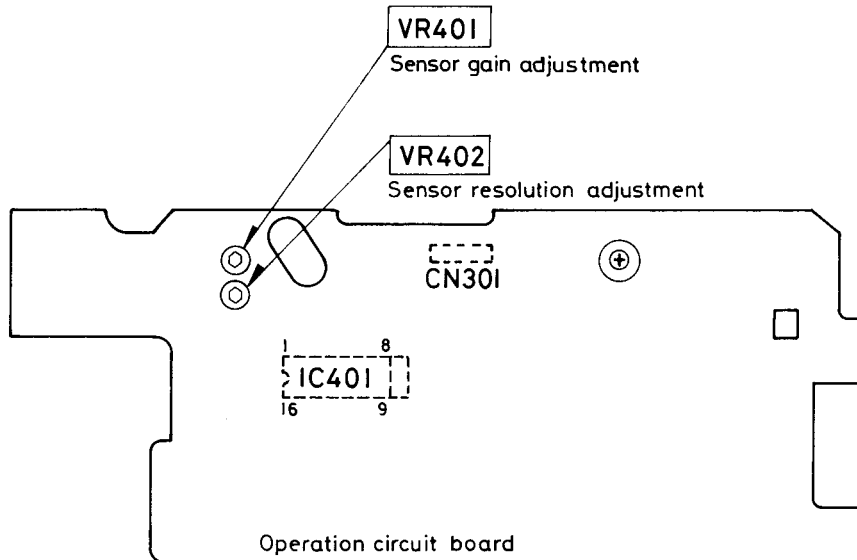 VR401
Sensor gain adjustment
VR402
Sensor resolution adjustment
CN301
1 8
IC401
16 9
Operation circuit board